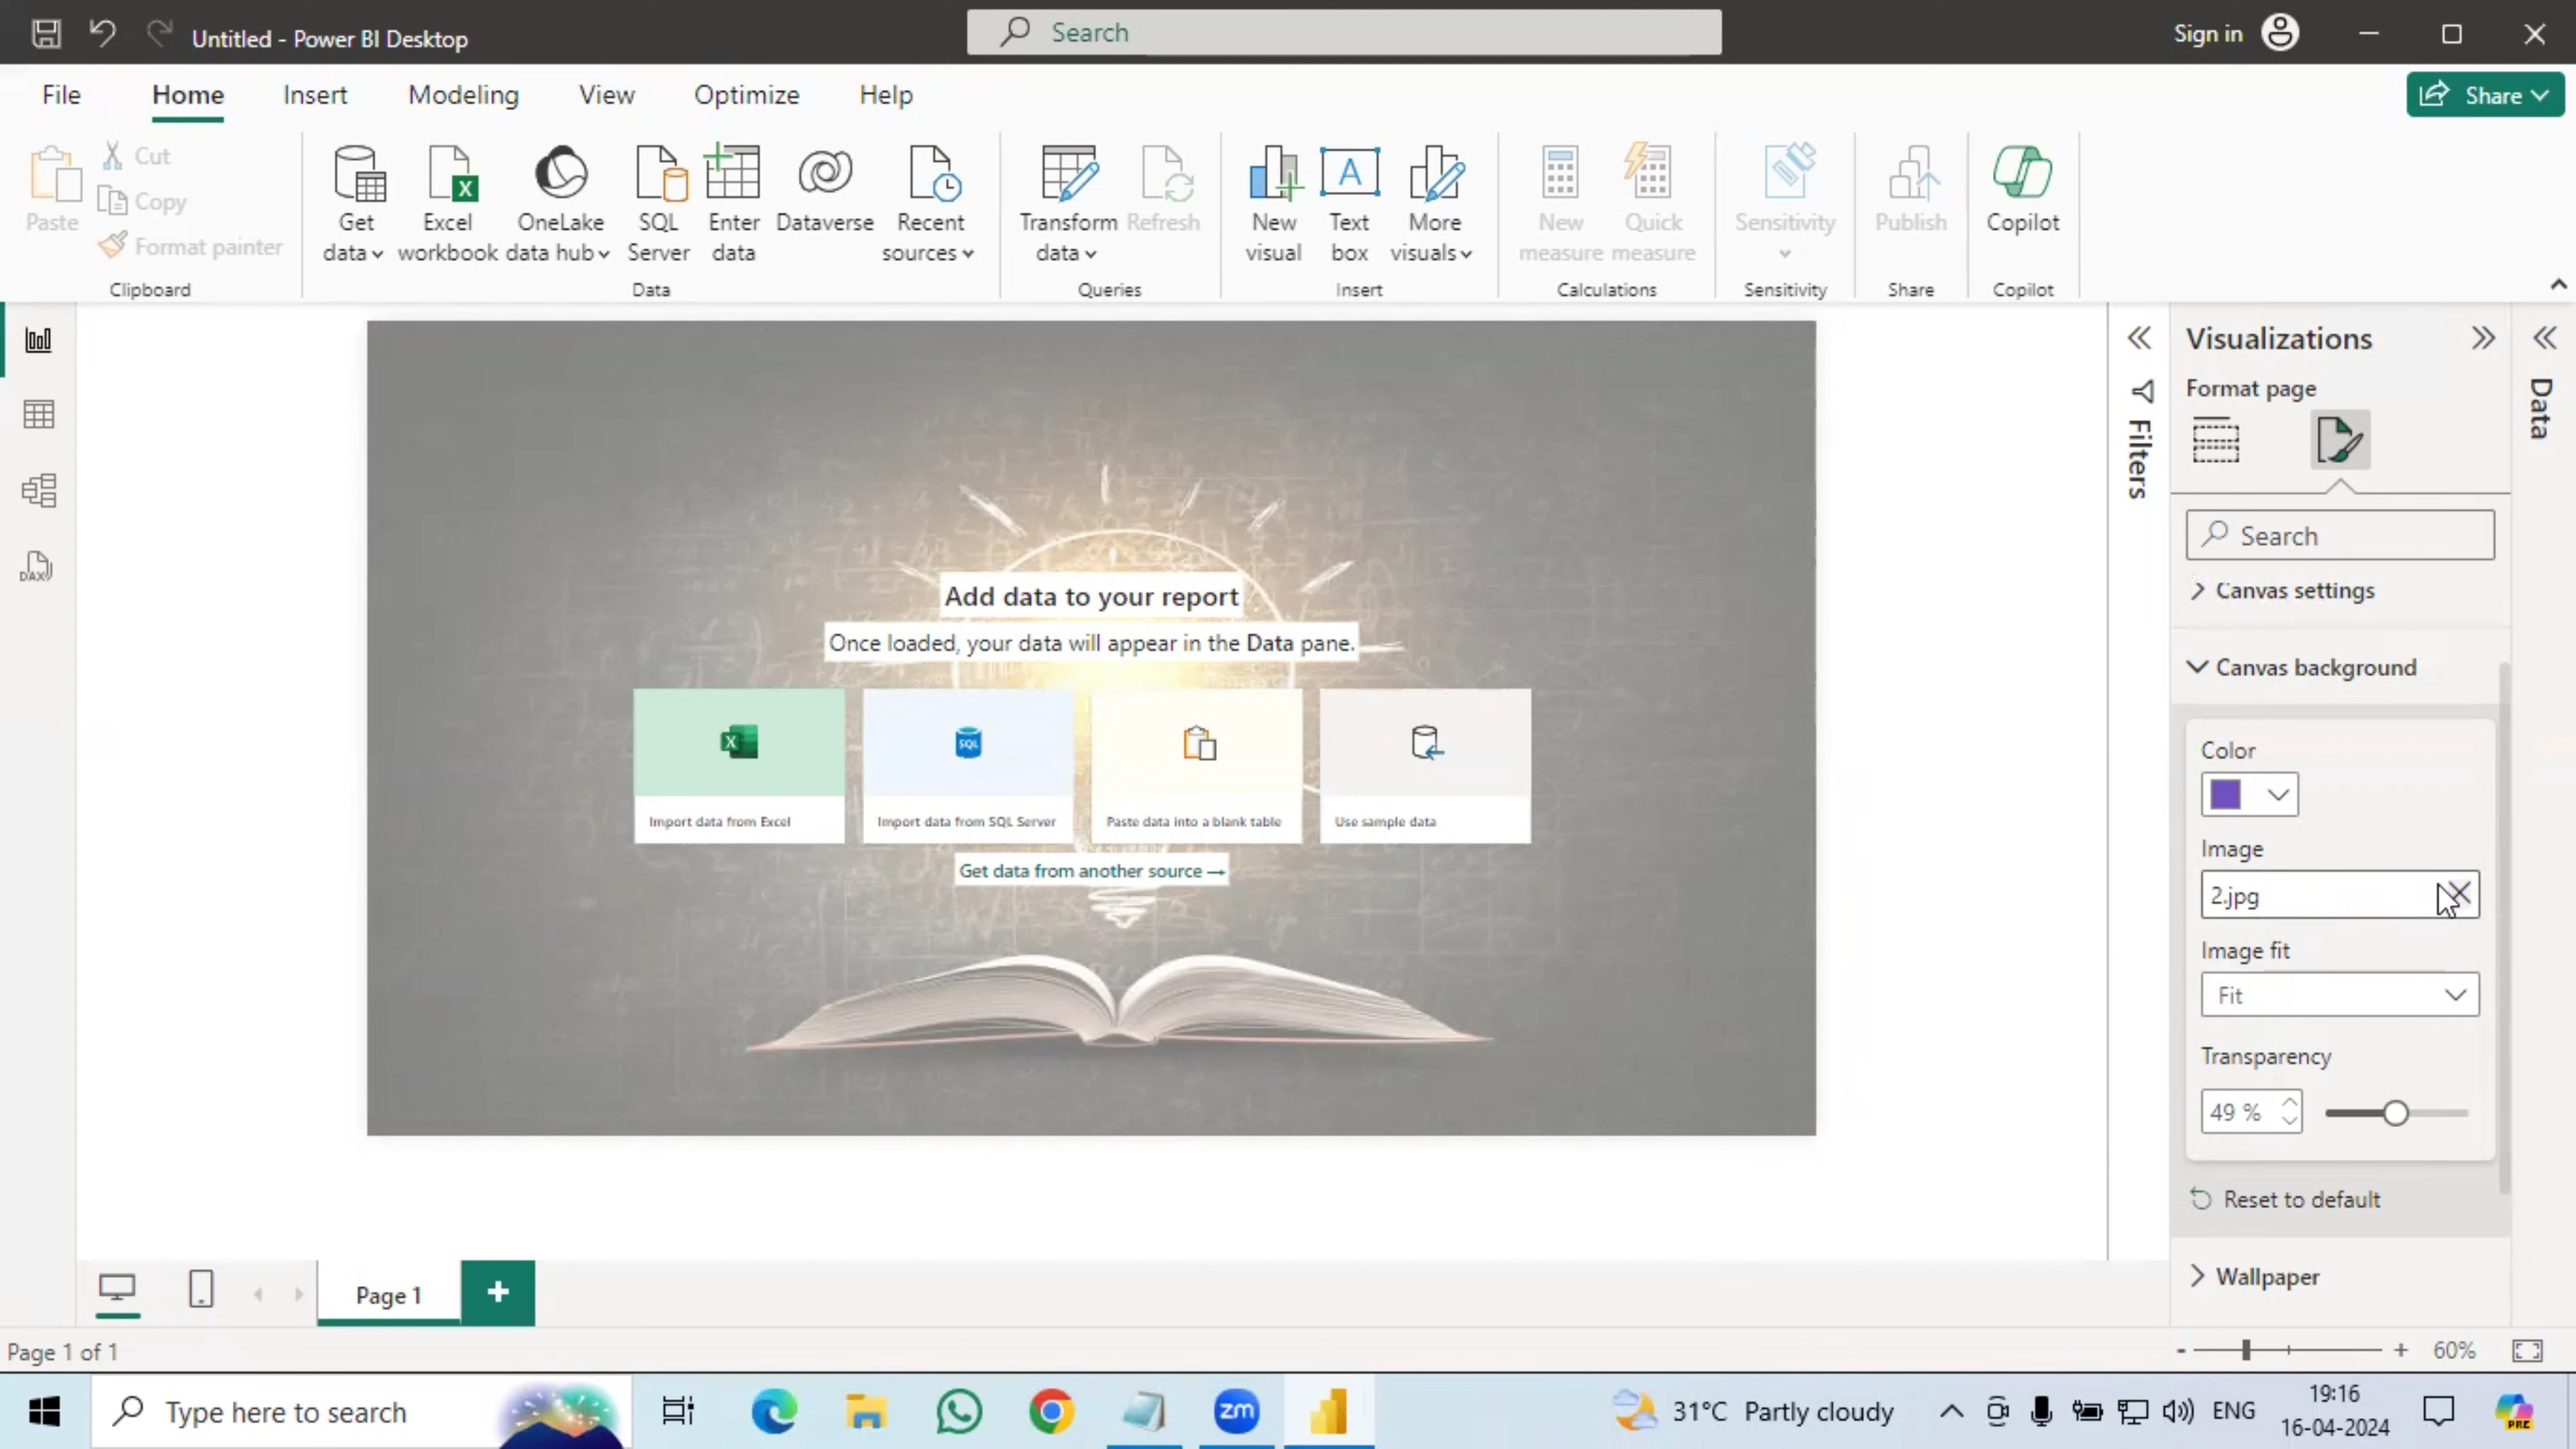 Untitled - Power BI Desktop
Search
Sign in
File
Home
Insert
Modeling
View
Optimize
Help
Share
Paste
Cut
Copy
Format painter
Clipboard
Get data
Excel workbook
OneLake data hub
SQL Server
Enter data
Dataverse
Recent sources
Data
Transform data
Refresh
Queries
New visual
Text box
More visuals
Insert
New measure
Quick measure
Calculations
Sensitivity
Sensitivity
Publish
Share
Copilot
Copilot
DAX
Add data to your report
Once loaded, your data will appear in the Data pane.
X
SQL
Import data from Excel
Import data from SQL Server
Paste data into a blank table
Use sample data
Get data from another source →
Filters
Visualizations
Format page
Search
Canvas settings
Canvas background
Color
Image
2.jpg
Image fit
Fit
Transparency
49 %
Reset to default
Wallpaper
Data
Page 1
Page 1 of 1
- + 60%
Type here to search
zm
31°C Partly cloudy
ENG
19:16
16-04-2024
PRE